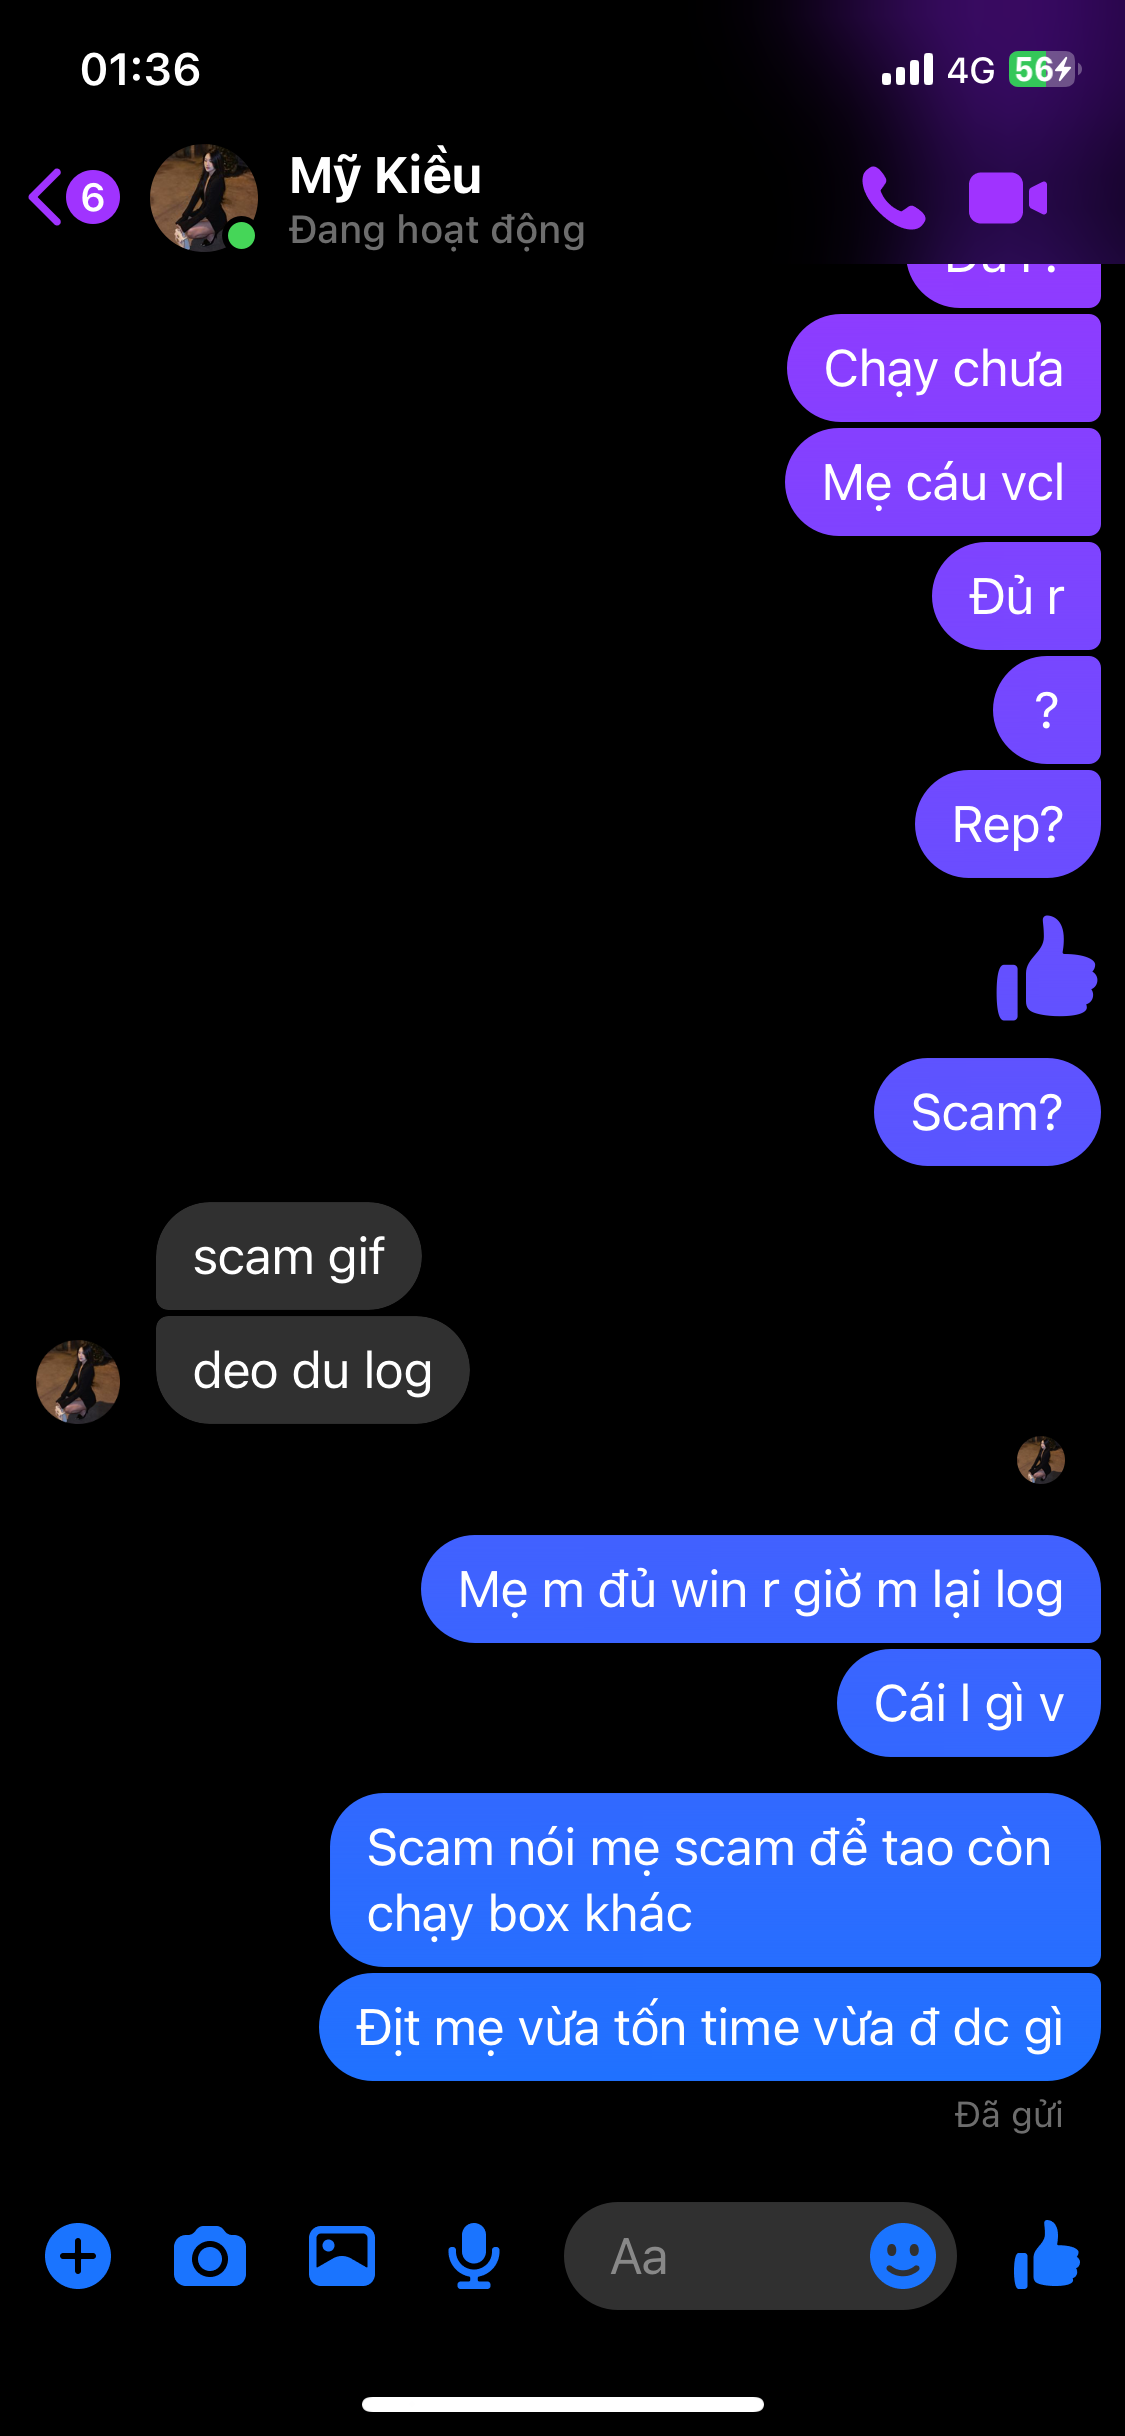 01:36
4G
56
6
Mỹ Kiều
Đang hoạt động
Chạy chưa
Mẹ cáu vcl
Đủ r
?
Rep?
Scam?
scam gif
deo du log
Mẹ m đủ win r giờ m lại log
Cái l gì v
Scam nói mẹ scam để tao còn
chạy box khác
Địt mẹ vừa tốn time vừa đ dc gì
Đã gửi
Aa